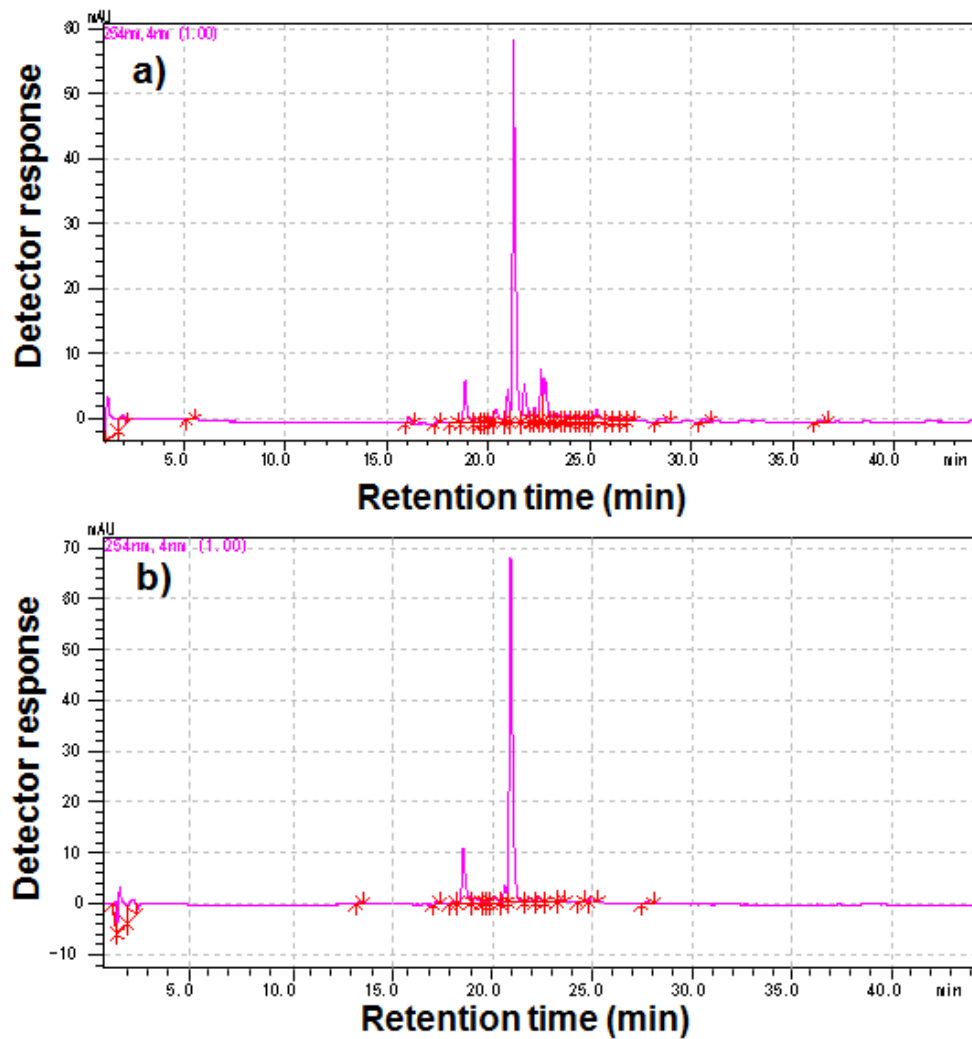 mAU
254nm,4nm (1.00)
a)
Detector response
60
50
40
30
20
10
0
5.0 10.0 15.0 20.0 25.0 30.0 35.0 40.0 min
Retention time (min)
mAU
254nm,4nm (1.00)
b)
Detector response
70
60
50
40
30
20
10
0
-10
5.0 10.0 15.0 20.0 25.0 30.0 35.0 40.0 min
Retention time (min)